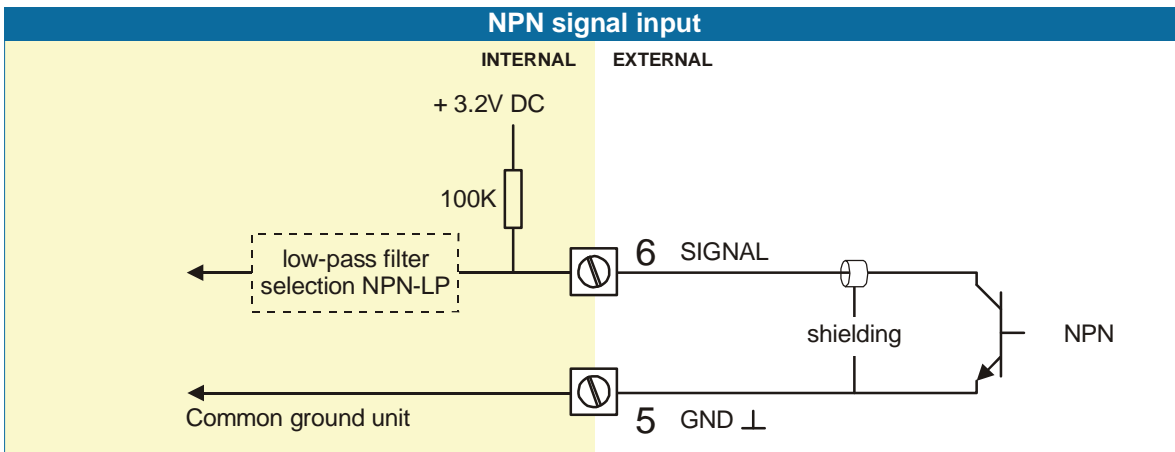 NPN signal input
INTERNAL EXTERNAL
+ 3.2V DC
100K
low-pass filter
selection NPN-LP
6 SIGNAL
shielding
NPN
Common ground unit
5 GND ⊥